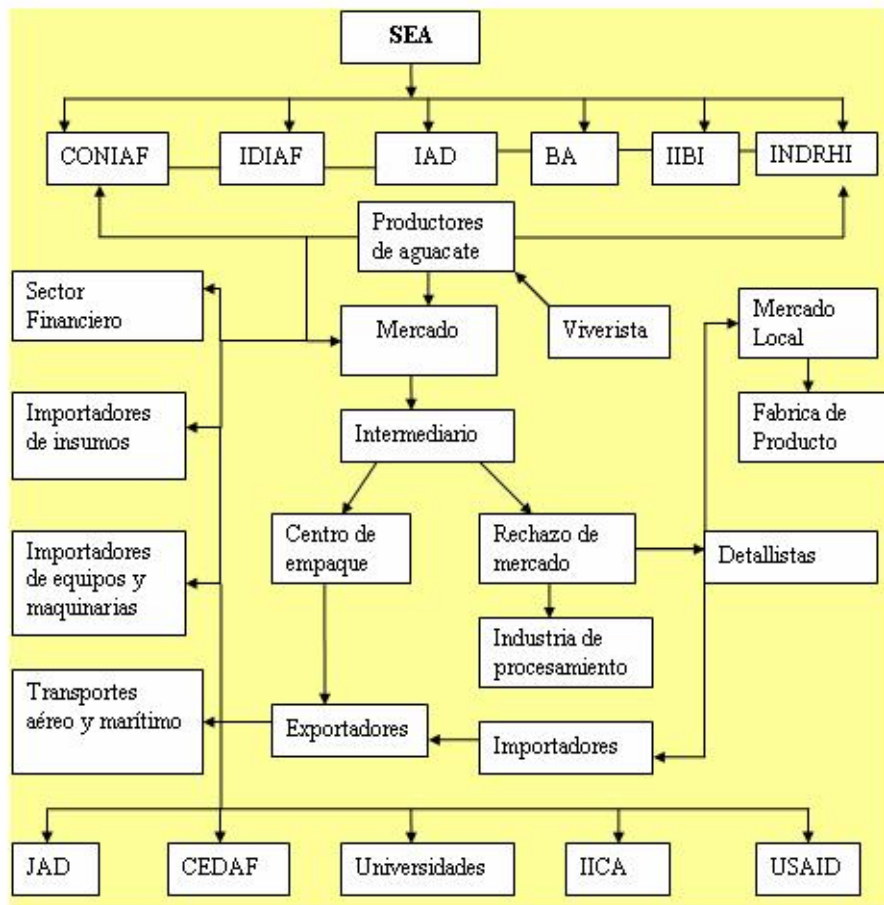 SEA
CONIAF
IDIAF
IAD
BA
IIBI
INDRHI
Productores
de aguacate
Sector
Financiero
Mercado
Viverista
Mercado
Local
Importadores
de insumos
Intermediario
Fabrica de
Producto
Importadores
de equipos y
maquinarias
Centro de
empaque
Rechazo de
mercado
Detallistas
Industria de
procesamiento
Transportes
aéreo y marítimo
Exportadores
Importadores
JAD
CEDAF
Universidades
IICA
USAID